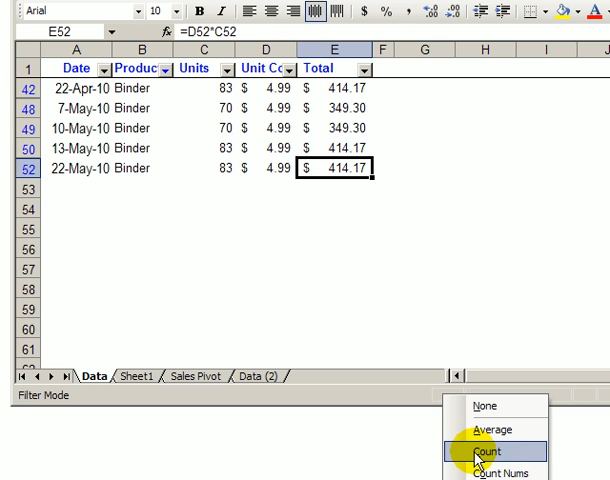 Arial 10 B I $ % , .00 .00 A
E52 fx =D52*C52
A B C D E F G H I J
1 Date Produc Units Unit Co Total
42 22-Apr-10 Binder 83 $ 4.99 $ 414.17
48 7-May-10 Binder 70 $ 4.99 $ 349.30
49 10-May-10 Binder 70 $ 4.99 $ 349.30
50 13-May-10 Binder 83 $ 4.99 $ 414.17
52 22-May-10 Binder 83 $ 4.99 $ 414.17
53
54
55
56
57
58
59
60
61
Data Sheet1 Sales Pivot Data (2)
Filter Mode
None
Average
Count
Count Nums